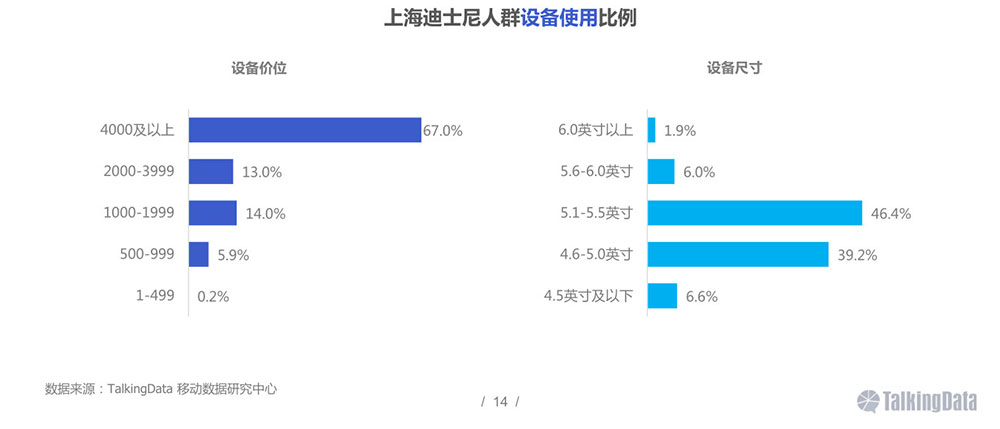 上海迪士尼人群设备使用比例
设备价位
4000及以上
67.0%
2000-3999
13.0%
1000-1999
14.0%
500-999
5.9%
1-499
0.2%
设备尺寸
6.0英寸以上
1.9%
5.6-6.0英寸
6.0%
5.1-5.5英寸
46.4%
4.6-5.0英寸
39.2%
4.5英寸及以下
6.6%
数据来源：TalkingData 移动数据研究中心
/ 14 /
TalkingData